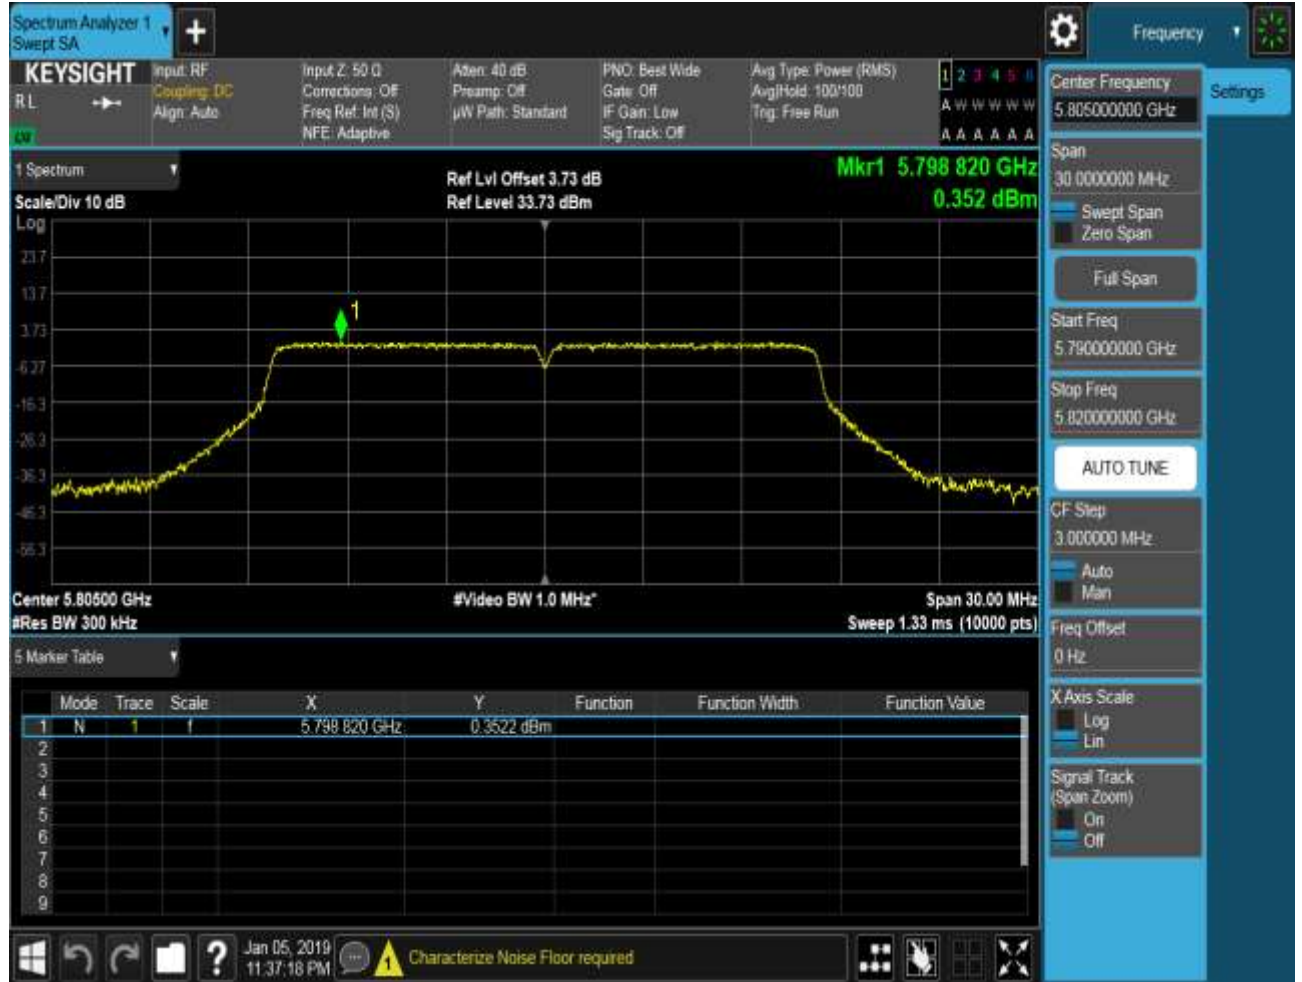 Spectrum Analyzer 1
Swept SA
+
Frequency
KEYSIGHT
RL
Input: RF
Coupling: DC
Align: Auto
Input Z: 50 Ω
Corrections: Off
Freq Ref: Int (S)
NFE: Adaptive
Atten: 40 dB
Preamp: Off
µW Path: Standard
PNO: Best Wide
Gate: Off
IF Gain: Low
Sig Track: Off
Avg Type: Power (RMS)
Avg|Hold: 100/100
Trig: Free Run
1 2 3 4 5 6
A W W W W W
A A A A A A
1 Spectrum
Scale/Div 10 dB
Log
Ref Lvl Offset 3.73 dB
Ref Level 33.73 dBm
Mkr1 5.798 820 GHz
0.352 dBm
23.7
13.7
3.73
-6.27
-16.3
-26.3
-36.3
-46.3
-56.3
1
Center 5.80500 GHz
#Video BW 1.0 MHz*
Span 30.00 MHz
#Res BW 300 kHz
Sweep 1.33 ms (10000 pts)
5 Marker Table
Mode Trace Scale X Y Function Function Width Function Value
1 N 1 f 5.798 820 GHz 0.3522 dBm
2
3
4
5
6
7
8
9
?
Jan 05, 2019
11:37:18 PM
1
Characterize Noise Floor required
Settings
Center Frequency
5.805000000 GHz
Span
30.0000000 MHz
Swept Span
Zero Span
Full Span
Start Freq
5.790000000 GHz
Stop Freq
5.820000000 GHz
AUTO TUNE
CF Step
3.000000 MHz
Auto
Man
Freq Offset
0 Hz
X Axis Scale
Log
Lin
Signal Track
(Span Zoom)
On
Off